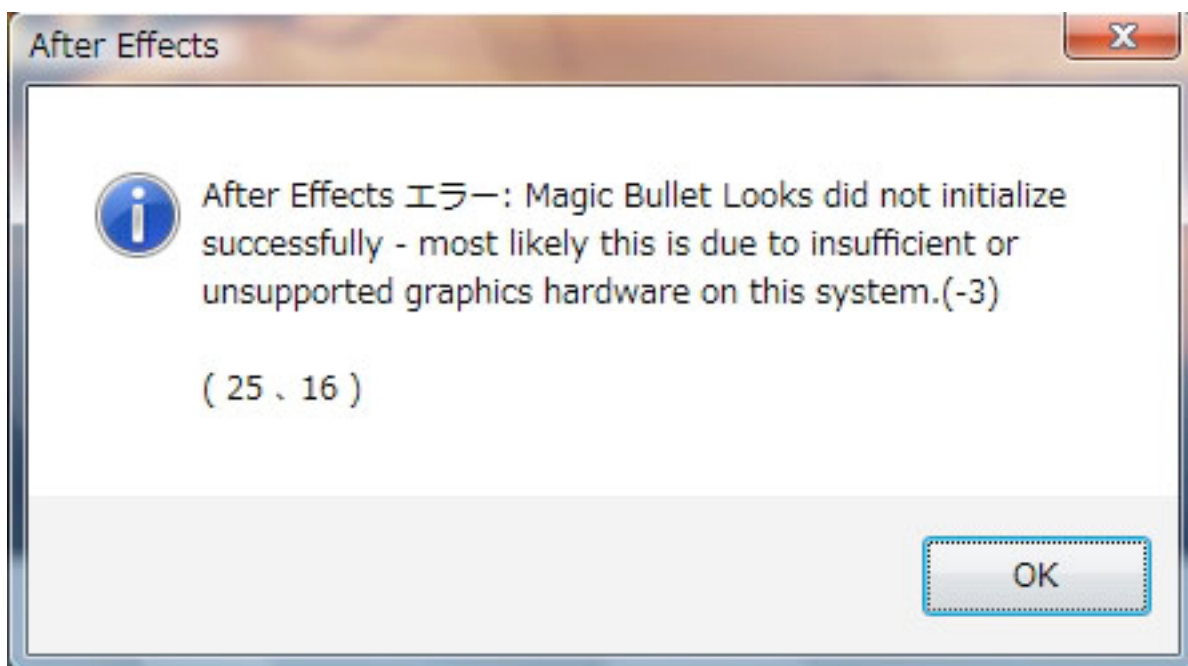 After Effects
After Effects エラー: Magic Bullet Looks did not initialize
successfully - most likely this is due to insufficient or
unsupported graphics hardware on this system.(-3)
( 25 、 16 )
OK